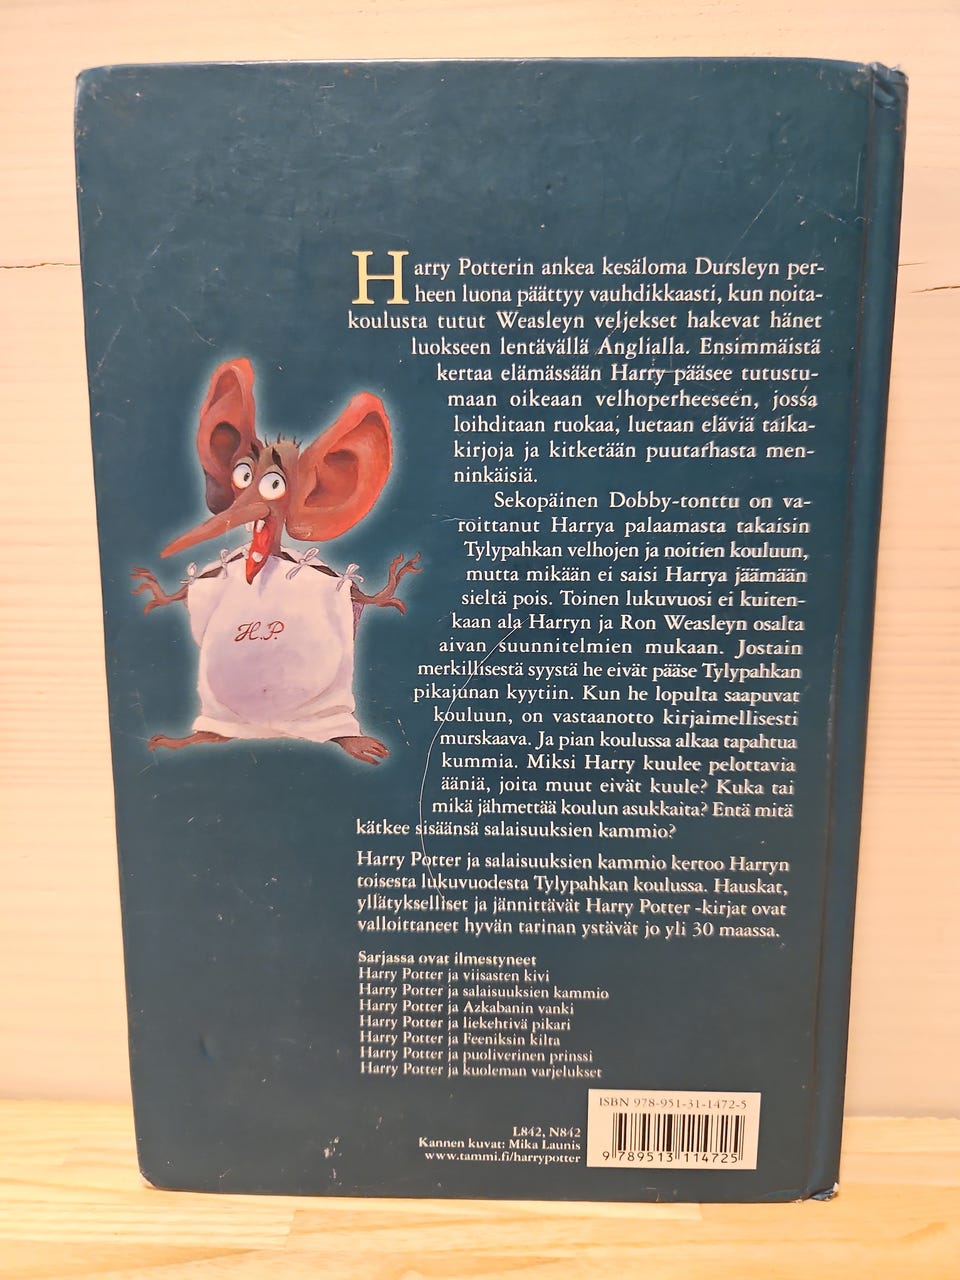 Harry Potterin ankea kesäloma Dursleyn per-
heen luona päättyy vauhdikkaasti, kun noita-
koulusta tutut Weasleyn veljekset hakevat hänet
luokseen lentävällä Anglialla. Ensimmäistä
kertaa elämässään Harry pääsee tutustu-
maan oikeaan velhoperheeseen, jossa
loihditaan ruokaa, luetaan eläviä taika-
kirjoja ja kitketään puutarhasta men-
ninkäisiä.
Sekopäinen Dobby-tonttu on va-
roittanut Harrya palaamasta takaisin
Tylypahkan velhojen ja noitien kouluun,
mutta mikään ei saisi Harrya jäämään
sieltä pois. Toinen lukuvuosi ei kuiten-
kaan ala Harryn ja Ron Weasleyn osalta
aivan suunnitelmien mukaan. Jostain
merkillisestä syystä he eivät pääse Tylypahkan
pikajunan kyytiin. Kun he lopulta saapuvat
kouluun, on vastaanotto kirjaimellisesti
murskaava. Ja pian koulussa alkaa tapahtua
kummia. Miksi Harry kuulee pelottavia
ääniä, joita muut eivät kuule? Kuka tai
mikä jähmettää koulun asukkaita? Entä mitä
kätkee sisäänsä salaisuuksien kammio?
H.P.
Harry Potter ja salaisuuksien kammio kertoo Harryn
toisesta lukuvuodesta Tylypahkan koulussa. Hauskat,
yllätykselliset ja jännittävät Harry Potter -kirjat ovat
valloittaneet hyvän tarinan ystävät jo yli 30 maassa.
Sarjassa ovat ilmestyneet
Harry Potter ja viisasten kivi
Harry Potter ja salaisuuksien kammio
Harry Potter ja Azkabanin vanki
Harry Potter ja liekehtivä pikari
Harry Potter ja Feeniksin kilta
Harry Potter ja puoliverinen prinssi
Harry Potter ja kuoleman varjelukset
L842, N842
Kannen kuvat: Mika Launis
www.tammi.fi/harrypotter
ISBN 978-951-31-1472-5
9 789513 114725